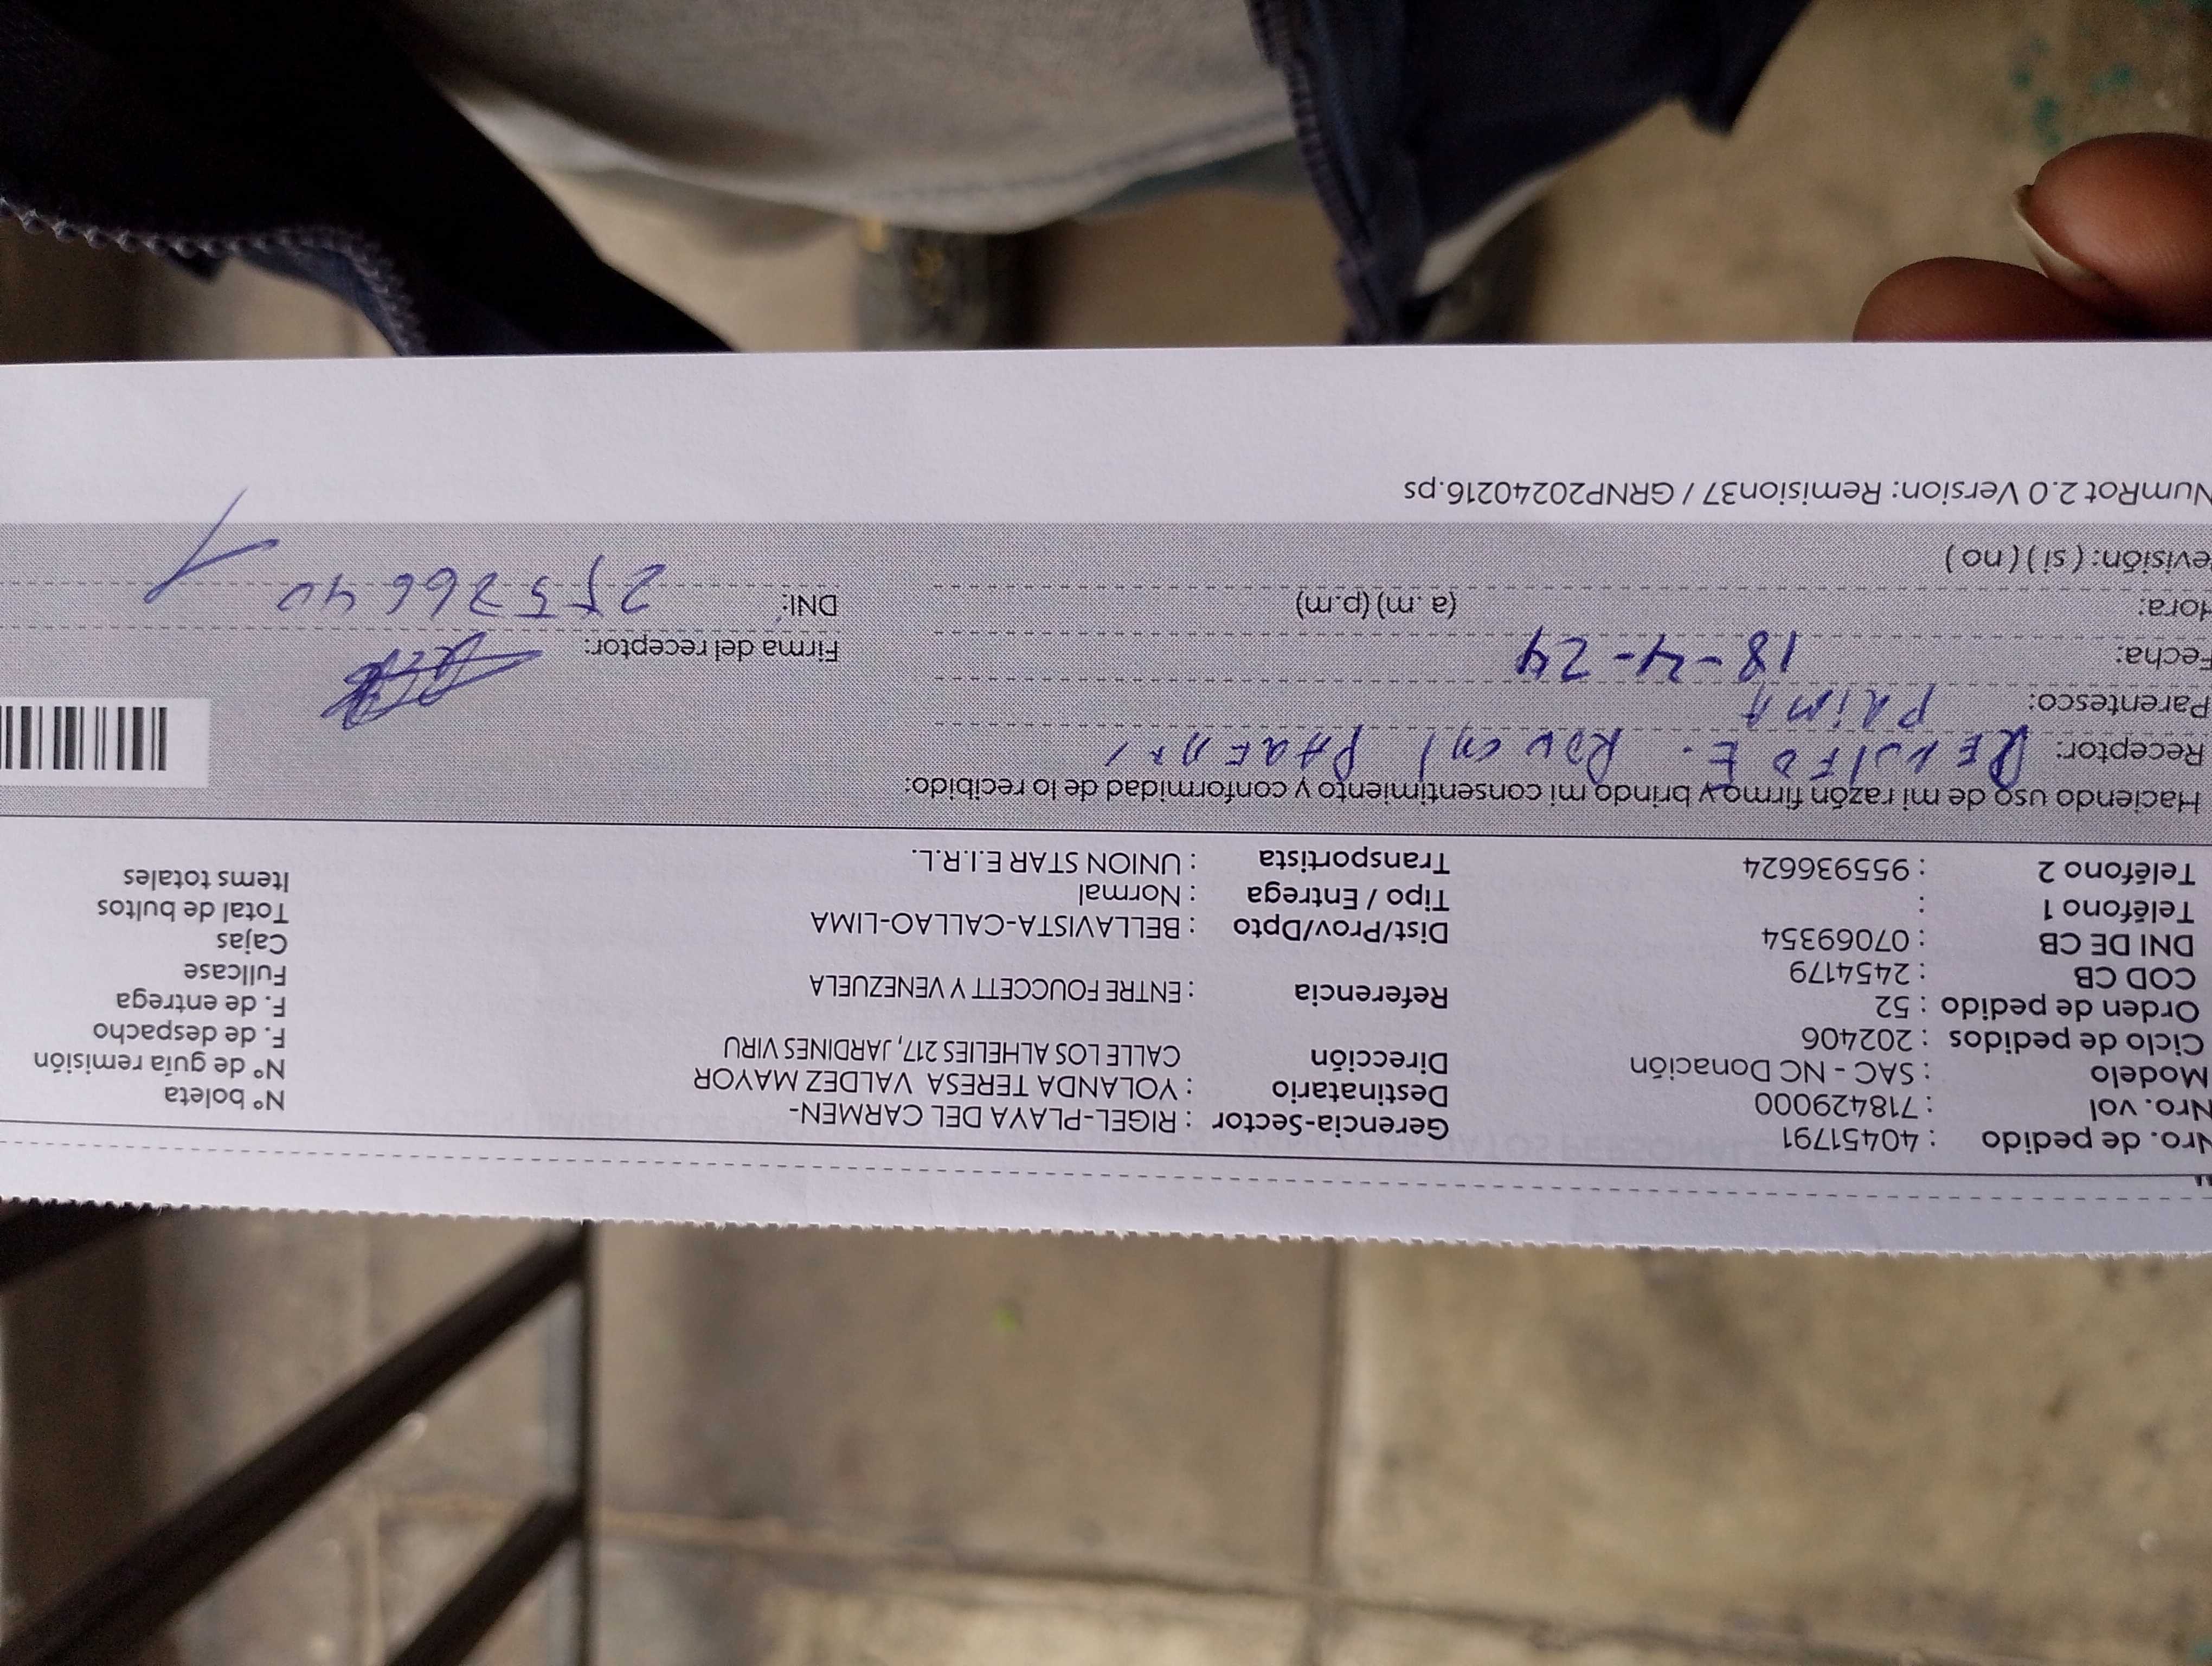 Nro. de pedido : 40451791 Gerencia-Sector : RIGEL-PLAYA DEL CARMEN- Nº boleta
Nro. vol : 718429000 Destinatario : YOLANDA TERESA VALDEZ MAYOR Nº de guía remisión
Modelo : SAC - NC Donación Dirección CALLE LOS ALHELIES 217, JARDINES VIRU F. de despacho
Ciclo de pedidos : 202406 F. de entrega
Orden de pedido : 52 Referencia : ENTRE FOUCCETT Y VENEZUELA Fullcase
COD CB : 2454179 Cajas
DNI DE CB : 07069354 Dist/Prov/Dpto : BELLAVISTA-CALLAO-LIMA Total de bultos
Teléfono 1 : Tipo / Entrega : Normal Items totales
Teléfono 2 : 955936624 Transportista : UNION STAR E.I.R.L.
Haciendo uso de mi razón firmo y brindo mi consentimiento y conformidad de lo recibido:
Receptor:
Parentesco: PRIMA
Fecha: 18-4-24 Firma del receptor:
Hora: (a .m) (p.m) DNI:
evisión: ( si ) ( no )
NumRot 2.0 Version: Remision37 / GRNP20240216.ps